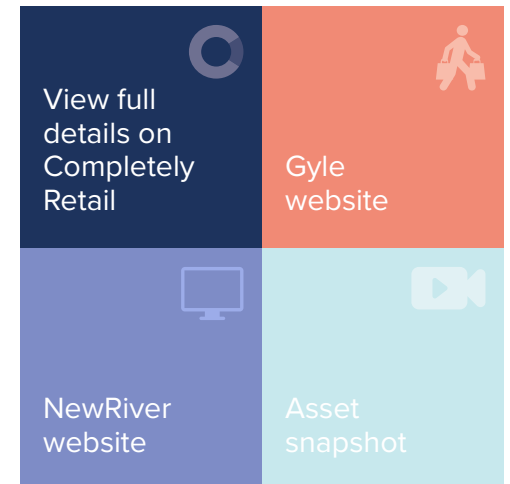 View full
details on
Completely
Retail
Gyle
website
NewRiver
website
Asset
snapshot